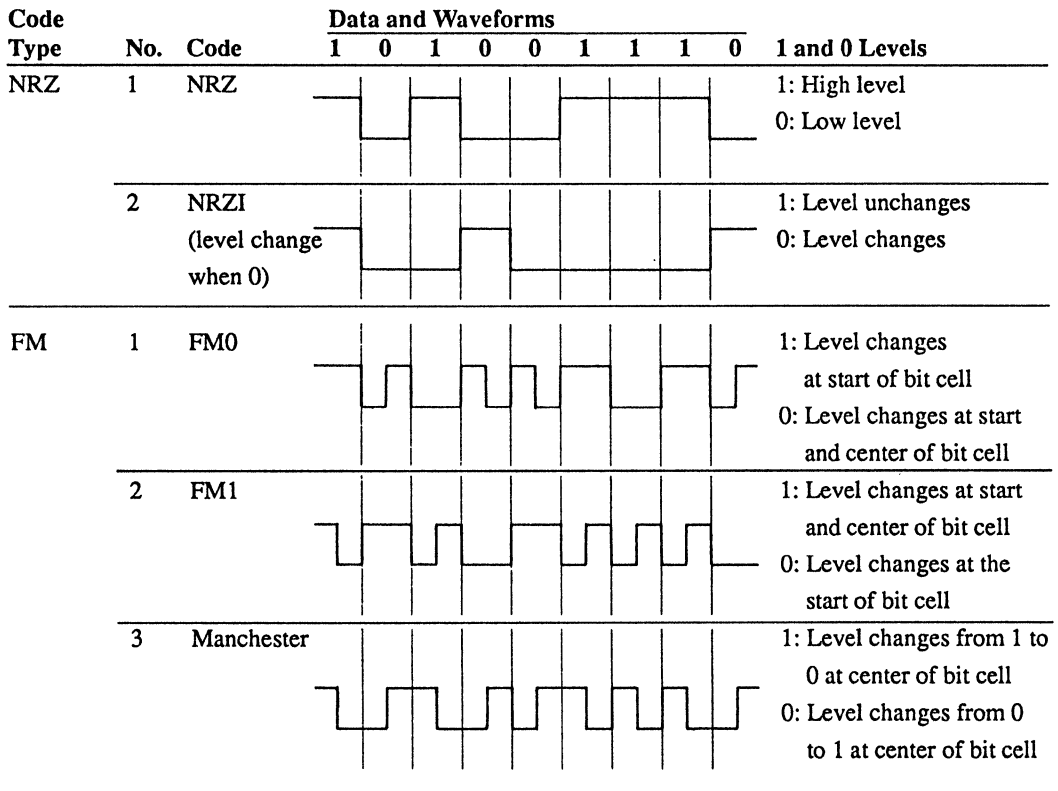 Code Data and Waveforms
Type No. Code 1 0 1 0 0 1 1 1 0 1 and 0 Levels
NRZ 1 NRZ 1: High level
0: Low level
2 NRZI 1: Level unchanges
(level change 0: Level changes
when 0)
FM 1 FM0 1: Level changes
at start of bit cell
0: Level changes at start
and center of bit cell
2 FM1 1: Level changes at start
and center of bit cell
0: Level changes at the
start of bit cell
3 Manchester 1: Level changes from 1 to
0 at center of bit cell
0: Level changes from 0
to 1 at center of bit cell